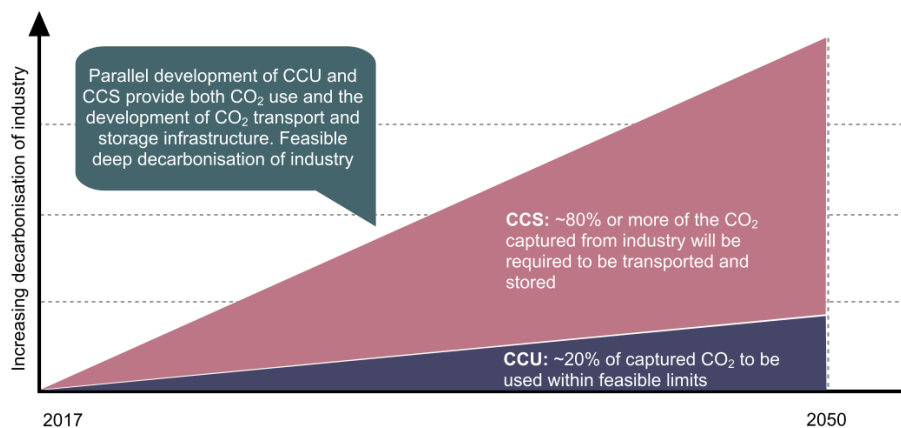 Increasing decarbonisation of industry
Parallel development of CCU and
CCS provide both CO₂ use and the
development of CO₂ transport and
storage infrastructure. Feasible
deep decarbonisation of industry
CCS: ~80% or more of the CO₂
captured from industry will be
required to be transported and
stored
CCU: ~20% of captured CO₂ to be
used within feasible limits
2017
2050